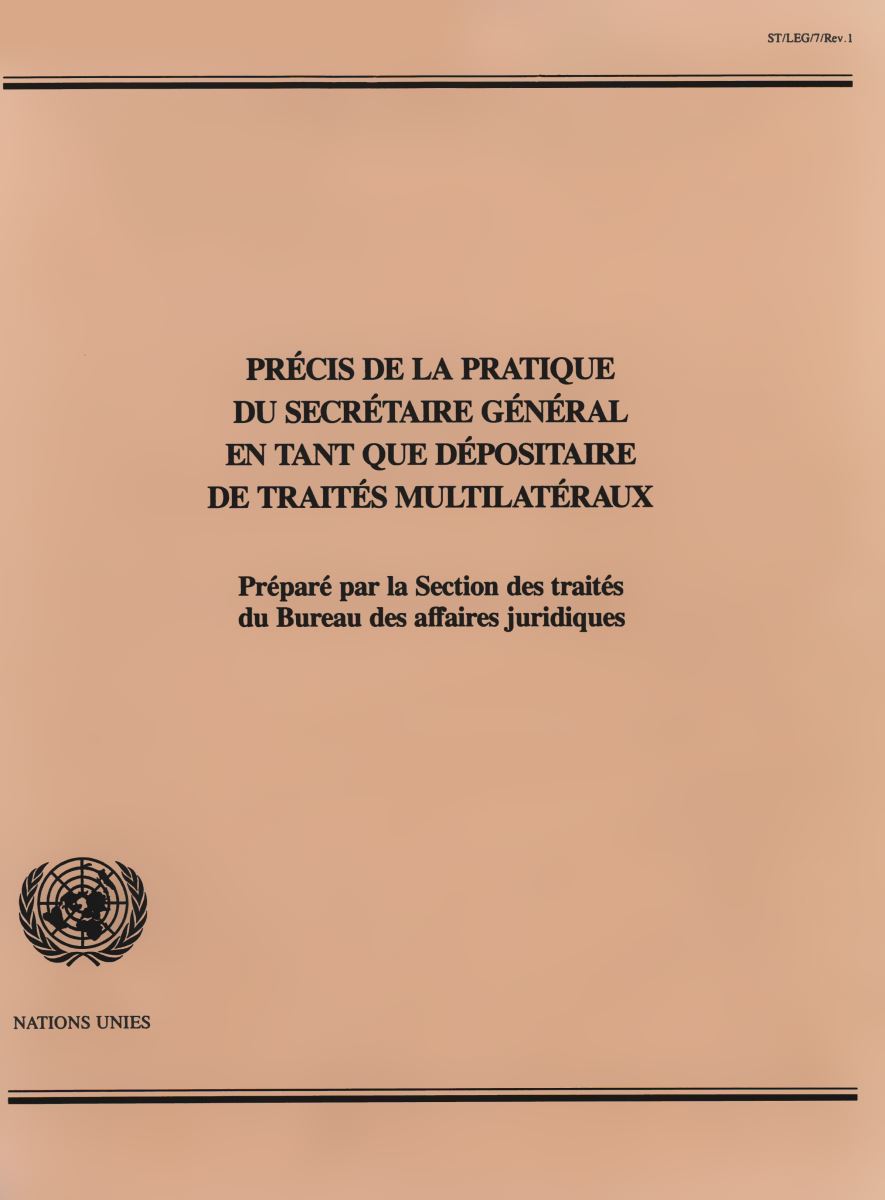 ST/LEG/7/Rev.1
PRÉCIS DE LA PRATIQUE
DU SECRÉTAIRE GÉNÉRAL
EN TANT QUE DÉPOSITAIRE
DE TRAITÉS MULTILATÉRAUX
Préparé par la Section des traités
du Bureau des affaires juridiques
NATIONS UNIES